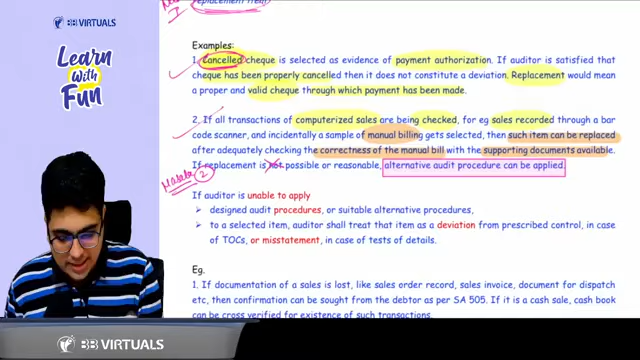 BB VIRTUALS
Learn
With
Fun
replacement item
Examples:
1. Cancelled cheque is selected as evidence of payment authorization. If auditor is satisfied that
cheque has been properly cancelled then it does not constitute a deviation. Replacement would mean
a proper and valid cheque through which payment has been made.
2. If all transactions of computerized sales are being checked, for eg sales recorded through a bar
code scanner, and incidentally a sample of manual billing gets selected, then such item can be replaced
after adequately checking the correctness of the manual bill with the supporting documents available.
If replacement is not possible or reasonable, alternative audit procedure can be applied.
Masala 2
If auditor is unable to apply
➢ designed audit procedures, or suitable alternative procedures,
➢ to a selected item, auditor shall treat that item as a deviation from prescribed control, in case
of TOCs, or misstatement, in case of tests of details.
Eg.
1. If documentation of a sales is lost, like sales order record, sales invoice, document for dispatch
etc, then confirmation can be sought from the debtor as per SA 505. If it is a cash sale, cash book
can be cross verified for existence of such transactions.
BB VIRTUALS